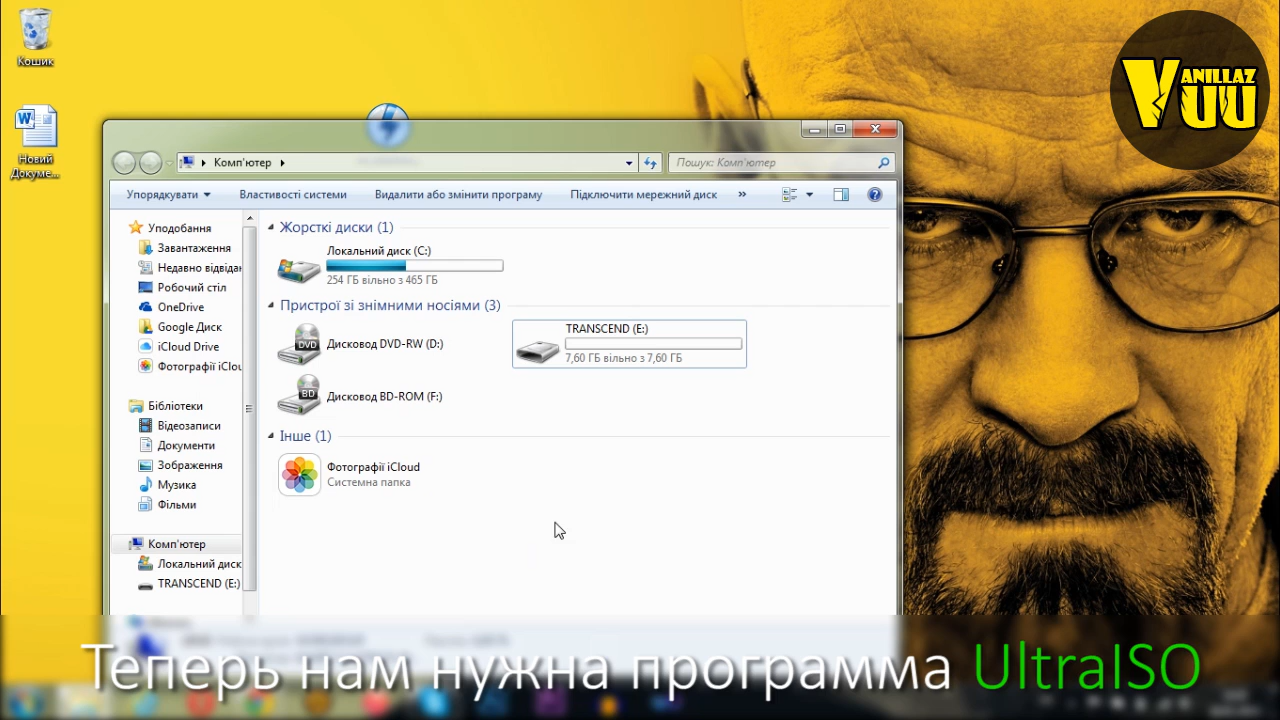 Кошик
Новий
Докуме...
VANILLAZ
YUU
Комп'ютер
Пошук: Комп'ютер
Упорядкувати
Властивості системи
Видалити або змінити програму
Підключити мережний диск
»
Уподобання
Завантаження
Недавно відвідан
Робочий стіл
OneDrive
Google Диск
iCloud Drive
Фотографії iClou
Бібліотеки
Відеозаписи
Документи
Зображення
Музика
Фільми
Комп'ютер
Локальний диск
TRANSCEND (E:)
Жорсткі диски (1)
Локальний диск (C:)
254 ГБ вільно з 465 ГБ
Пристрої зі знімними носіями (3)
DVD
Дисковод DVD-RW (D:)
TRANSCEND (E:)
7,60 ГБ вільно з 7,60 ГБ
BD
Дисковод BD-ROM (F:)
Інше (1)
Фотографії iCloud
Системна папка
Теперь нам нужна программа UltraISO